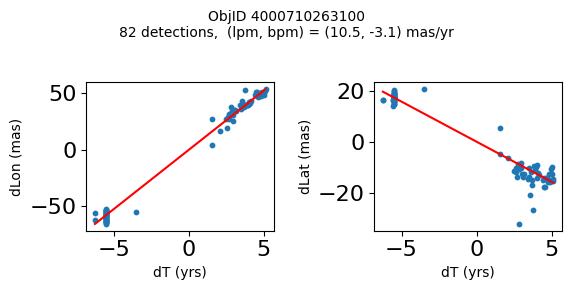 ObjID 4000710263100
82 detections,  (lpm, bpm) = (10.5, -3.1) mas/yr
50
0
−50
dLon (mas)
−5
0
5
dT (yrs)
20
0
−20
dLat (mas)
−5
0
5
dT (yrs)